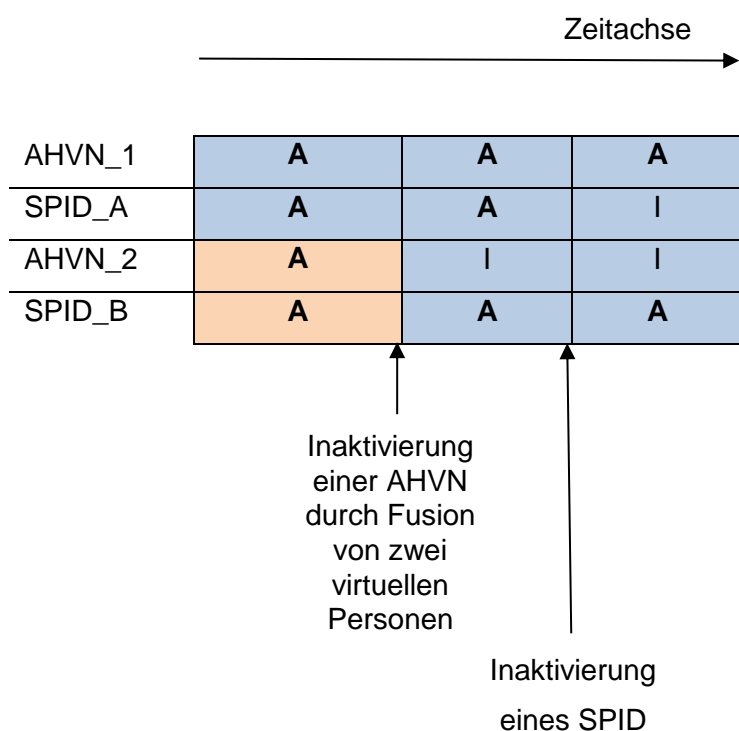 Zeitachse
AHVN_1 A A A
SPID_A A A I
AHVN_2 A I I
SPID_B A A A
Inaktivierung
einer AHVN
durch Fusion
von zwei
virtuellen
Personen
Inaktivierung
eines SPID